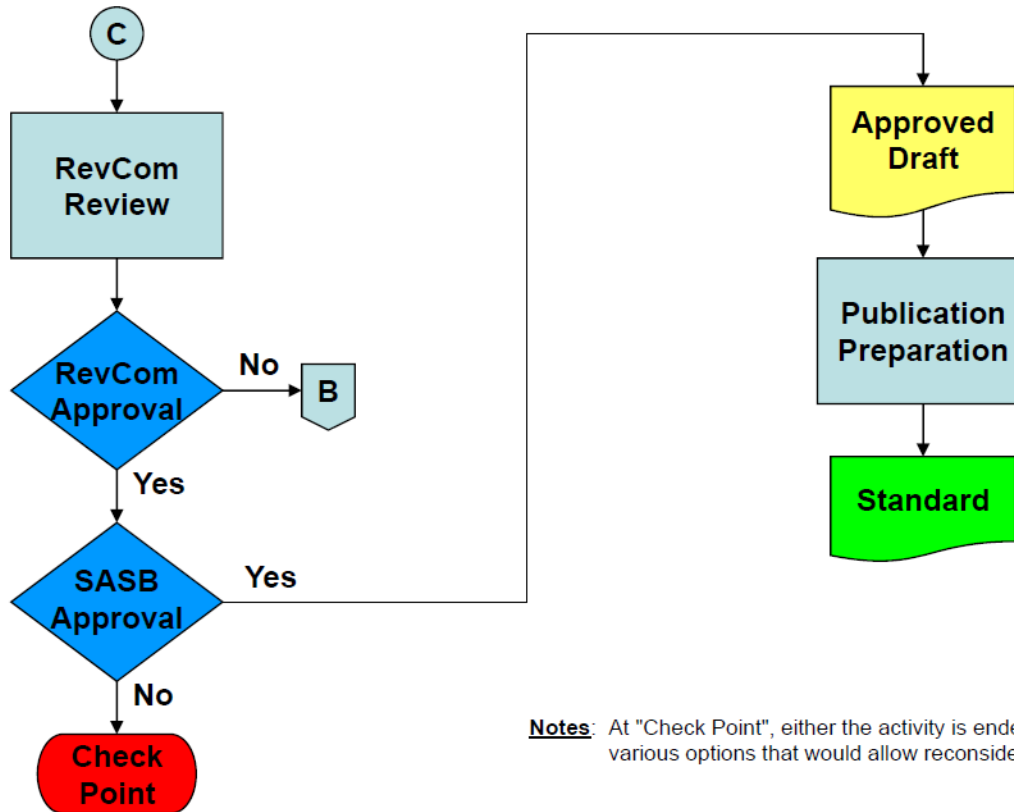 C
RevCom
Review
RevCom
Approval
No
B
Yes
SASB
Approval
Yes
No
Check
Point
Approved
Draft
Publication
Preparation
Standard
Notes: At "Check Point", either the activity is ende
various options that would allow reconside